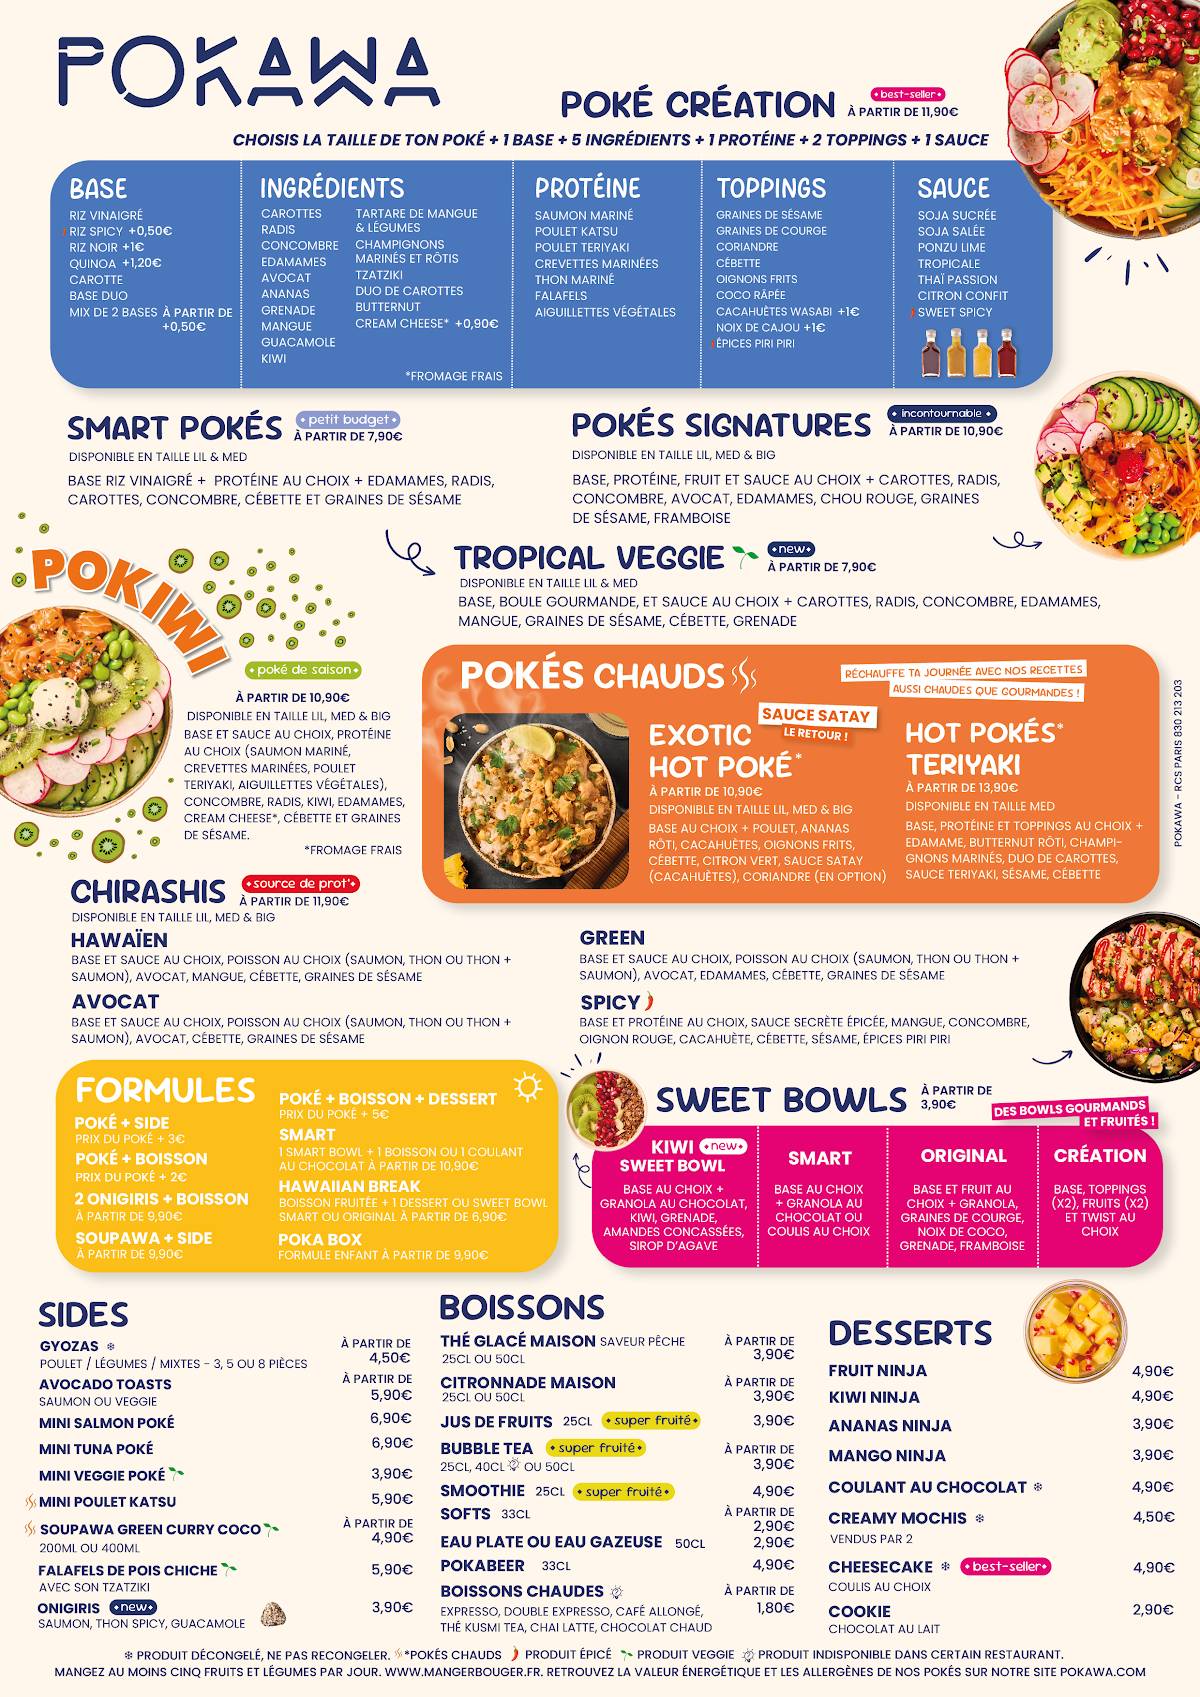 POKAWA
POKÉ CRÉATION
best-seller
À PARTIR DE 11,90€
CHOISIS LA TAILLE DE TON POKÉ + 1 BASE + 5 INGRÉDIENTS + 1 PROTÉINE + 2 TOPPINGS + 1 SAUCE
BASE
RIZ VINAIGRÉ
RIZ SPICY +0,50€
RIZ NOIR +1€
QUINOA +1,20€
CAROTTE
BASE DUO
MIX DE 2 BASES À PARTIR DE
+0,50€
INGRÉDIENTS
CAROTTES
RADIS
CONCOMBRE
EDAMAMES
AVOCAT
ANANAS
GRENADE
MANGUE
GUACAMOLE
KIWI
TARTARE DE MANGUE
& LÉGUMES
CHAMPIGNONS
MARINÉS ET RÔTIS
TZATZIKI
DUO DE CAROTTES
BUTTERNUT
CREAM CHEESE* +0,90€
*FROMAGE FRAIS
PROTÉINE
SAUMON MARINÉ
POULET KATSU
POULET TERIYAKI
CREVETTES MARINÉES
THON MARINÉ
FALAFELS
AIGUILLETTES VÉGÉTALES
TOPPINGS
GRAINES DE SÉSAME
GRAINES DE COURGE
CORIANDRE
CÉBETTE
OIGNONS FRITS
COCO RÂPÉE
CACAHUÈTES WASABI +1€
NOIX DE CAJOU +1€
ÉPICES PIRI PIRI
SAUCE
SOJA SUCRÉE
SOJA SALÉE
PONZU LIME
TROPICALE
THAÏ PASSION
CITRON CONFIT
SWEET SPICY
SMART POKÉS
petit budget
À PARTIR DE 7,90€
DISPONIBLE EN TAILLE LIL & MED
BASE RIZ VINAIGRÉ + PROTÉINE AU CHOIX + EDAMAMES, RADIS,
CAROTTES, CONCOMBRE, CÉBETTE ET GRAINES DE SÉSAME
POKÉS SIGNATURES
incontournable
À PARTIR DE 10,90€
DISPONIBLE EN TAILLE LIL, MED & BIG
BASE, PROTÉINE, FRUIT ET SAUCE AU CHOIX + CAROTTES, RADIS,
CONCOMBRE, AVOCAT, EDAMAMES, CHOU ROUGE, GRAINES
DE SÉSAME, FRAMBOISE
TROPICAL VEGGIE
new
À PARTIR DE 7,90€
DISPONIBLE EN TAILLE LIL & MED
BASE, BOULE GOURMANDE, ET SAUCE AU CHOIX + CAROTTES, RADIS, CONCOMBRE, EDAMAMES,
MANGUE, GRAINES DE SÉSAME, CÉBETTE, GRENADE
POKIWI
poké de saison
À PARTIR DE 10,90€
DISPONIBLE EN TAILLE LIL, MED & BIG
BASE ET SAUCE AU CHOIX, PROTÉINE
AU CHOIX (SAUMON MARINÉ,
CREVETTES MARINÉES, POULET
TERIYAKI, AIGUILLETTES VÉGÉTALES),
CONCOMBRE, RADIS, KIWI, EDAMAMES,
CREAM CHEESE*, CÉBETTE ET GRAINES
DE SÉSAME.
*FROMAGE FRAIS
POKÉS CHAUDS
RÉCHAUFFE TA JOURNÉE AVEC NOS RECETTES
AUSSI CHAUDES QUE GOURMANDES !
EXOTIC
HOT POKÉ*
SAUCE SATAY
LE RETOUR !
À PARTIR DE 10,90€
DISPONIBLE EN TAILLE LIL, MED & BIG
BASE AU CHOIX + POULET, ANANAS
RÔTI, CACAHUÈTES, OIGNONS FRITS,
CÉBETTE, CITRON VERT, SAUCE SATAY
(CACAHUÈTES), CORIANDRE (EN OPTION)
HOT POKÉS*
TERIYAKI
À PARTIR DE 13,90€
DISPONIBLE EN TAILLE MED
BASE, PROTÉINE ET TOPPINGS AU CHOIX +
EDAMAME, BUTTERNUT RÔTI, CHAMPI-
GNONS MARINÉS, DUO DE CAROTTES,
SAUCE TERIYAKI, SÉSAME, CÉBETTE
POKAWA – RCS PARIS 830 213 203
CHIRASHIS
source de prot'
À PARTIR DE 11,90€
DISPONIBLE EN TAILLE LIL, MED & BIG
HAWAÏEN
BASE ET SAUCE AU CHOIX, POISSON AU CHOIX (SAUMON, THON OU THON +
SAUMON), AVOCAT, MANGUE, CÉBETTE, GRAINES DE SÉSAME
AVOCAT
BASE ET SAUCE AU CHOIX, POISSON AU CHOIX (SAUMON, THON OU THON +
SAUMON), AVOCAT, CÉBETTE, GRAINES DE SÉSAME
GREEN
BASE ET SAUCE AU CHOIX, POISSON AU CHOIX (SAUMON, THON OU THON +
SAUMON), AVOCAT, EDAMAMES, CÉBETTE, GRAINES DE SÉSAME
SPICY
BASE ET PROTÉINE AU CHOIX, SAUCE SECRÈTE ÉPICÉE, MANGUE, CONCOMBRE,
OIGNON ROUGE, CACAHUÈTE, CÉBETTE, SÉSAME, ÉPICES PIRI PIRI
FORMULES
POKÉ + SIDE
PRIX DU POKÉ + 3€
POKÉ + BOISSON
PRIX DU POKÉ + 2€
2 ONIGIRIS + BOISSON
À PARTIR DE 9,90€
SOUPAWA + SIDE
À PARTIR DE 9,90€
POKÉ + BOISSON + DESSERT
PRIX DU POKÉ + 5€
SMART
1 SMART BOWL + 1 BOISSON OU 1 COULANT
AU CHOCOLAT À PARTIR DE 10,90€
HAWAIIAN BREAK
BOISSON FRUITÉE + 1 DESSERT OU SWEET BOWL
SMART OU ORIGINAL À PARTIR DE 6,90€
POKA BOX
FORMULE ENFANT À PARTIR DE 9,90€
SWEET BOWLS
À PARTIR DE
3,90€
DES BOWLS GOURMANDS
ET FRUITÉS !
KIWI new
SWEET BOWL
BASE AU CHOIX +
GRANOLA AU CHOCOLAT,
KIWI, GRENADE,
AMANDES CONCASSÉES,
SIROP D'AGAVE
SMART
BASE AU CHOIX
+ GRANOLA AU
CHOCOLAT OU
COULIS AU CHOIX
ORIGINAL
BASE ET FRUIT AU
CHOIX + GRANOLA,
GRAINES DE COURGE,
NOIX DE COCO,
GRENADE, FRAMBOISE
CRÉATION
BASE, TOPPINGS
(X2), FRUITS (X2)
ET TWIST AU
CHOIX
SIDES
GYOZAS
À PARTIR DE
4,50€
POULET / LÉGUMES / MIXTES - 3, 5 OU 8 PIÈCES
AVOCADO TOASTS
À PARTIR DE
5,90€
SAUMON OU VEGGIE
MINI SALMON POKÉ 6,90€
MINI TUNA POKÉ 6,90€
MINI VEGGIE POKÉ 3,90€
MINI POULET KATSU 5,90€
SOUPAWA GREEN CURRY COCO
À PARTIR DE
4,90€
200ML OU 400ML
FALAFELS DE POIS CHICHE 5,90€
AVEC SON TZATZIKI
ONIGIRIS new 3,90€
SAUMON, THON SPICY, GUACAMOLE
BOISSONS
THÉ GLACÉ MAISON SAVEUR PÊCHE
À PARTIR DE
3,90€
25CL OU 50CL
CITRONNADE MAISON
À PARTIR DE
3,90€
25CL OU 50CL
JUS DE FRUITS 25CL super fruité 3,90€
BUBBLE TEA super fruité
À PARTIR DE
3,90€
25CL, 40CL OU 50CL
SMOOTHIE 25CL super fruité 4,90€
SOFTS 33CL
À PARTIR DE
2,90€
EAU PLATE OU EAU GAZEUSE 50CL 2,90€
POKABEER 33CL 4,90€
BOISSONS CHAUDES
À PARTIR DE
1,80€
EXPRESSO, DOUBLE EXPRESSO, CAFÉ ALLONGÉ,
THÉ KUSMI TEA, CHAI LATTE, CHOCOLAT CHAUD
DESSERTS
FRUIT NINJA 4,90€
KIWI NINJA 4,90€
ANANAS NINJA 3,90€
MANGO NINJA 3,90€
COULANT AU CHOCOLAT 4,90€
CREAMY MOCHIS 4,50€
VENDUS PAR 2
CHEESECAKE best-seller 4,90€
COULIS AU CHOIX
COOKIE 2,90€
CHOCOLAT AU LAIT
PRODUIT DÉCONGELÉ, NE PAS RECONGELER. *POKÉS CHAUDS PRODUIT ÉPICÉ PRODUIT VEGGIE PRODUIT INDISPONIBLE DANS CERTAIN RESTAURANT.
MANGEZ AU MOINS CINQ FRUITS ET LÉGUMES PAR JOUR. WWW.MANGERBOUGER.FR. RETROUVEZ LA VALEUR ÉNERGÉTIQUE ET LES ALLERGÈNES DE NOS POKÉS SUR NOTRE SITE POKAWA.COM